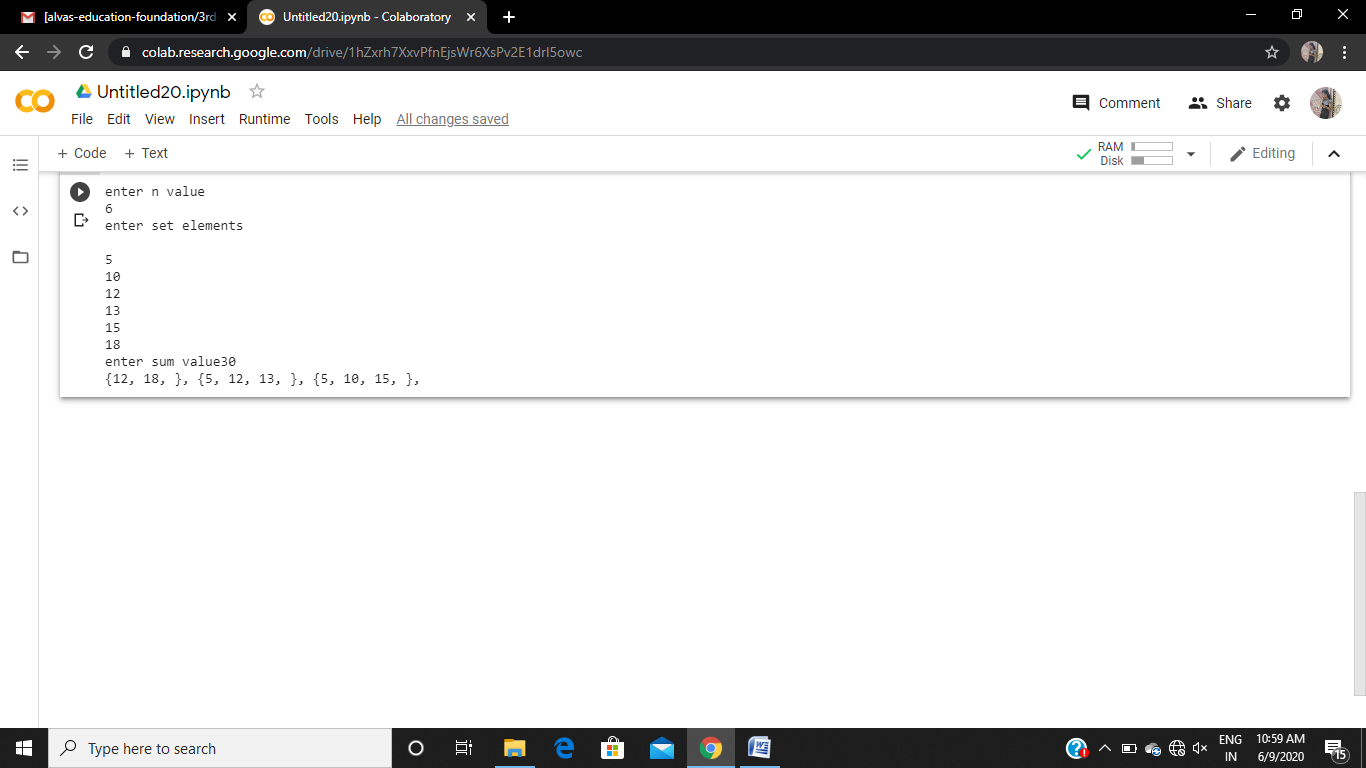 [alvas-education-foundation/3rd
Untitled20.ipynb - Colaboratory
colab.research.google.com/drive/1hZxrh7XxvPfnEjsWr6XsPv2E1drI5owc
Untitled20.ipynb
File Edit View Insert Runtime Tools Help All changes saved
Comment Share
+ Code + Text
RAM
Disk
Editing
enter n value
6
enter set elements
5
10
12
13
15
18
enter sum value30
{12, 18, }, {5, 12, 13, }, {5, 10, 15, },
Type here to search
ENG
IN
10:59 AM
6/9/2020
15